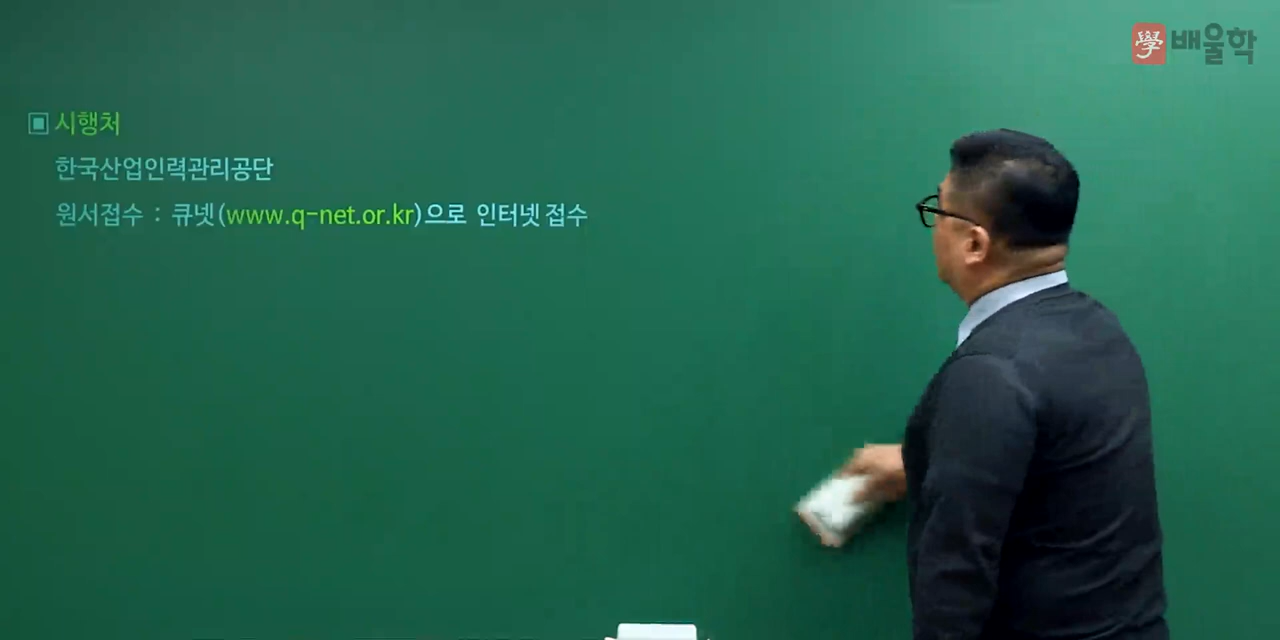 學 배울학
▣ 시행처
한국산업인력관리공단
원서접수 : 큐넷(www.q-net.or.kr)으로 인터넷 접수